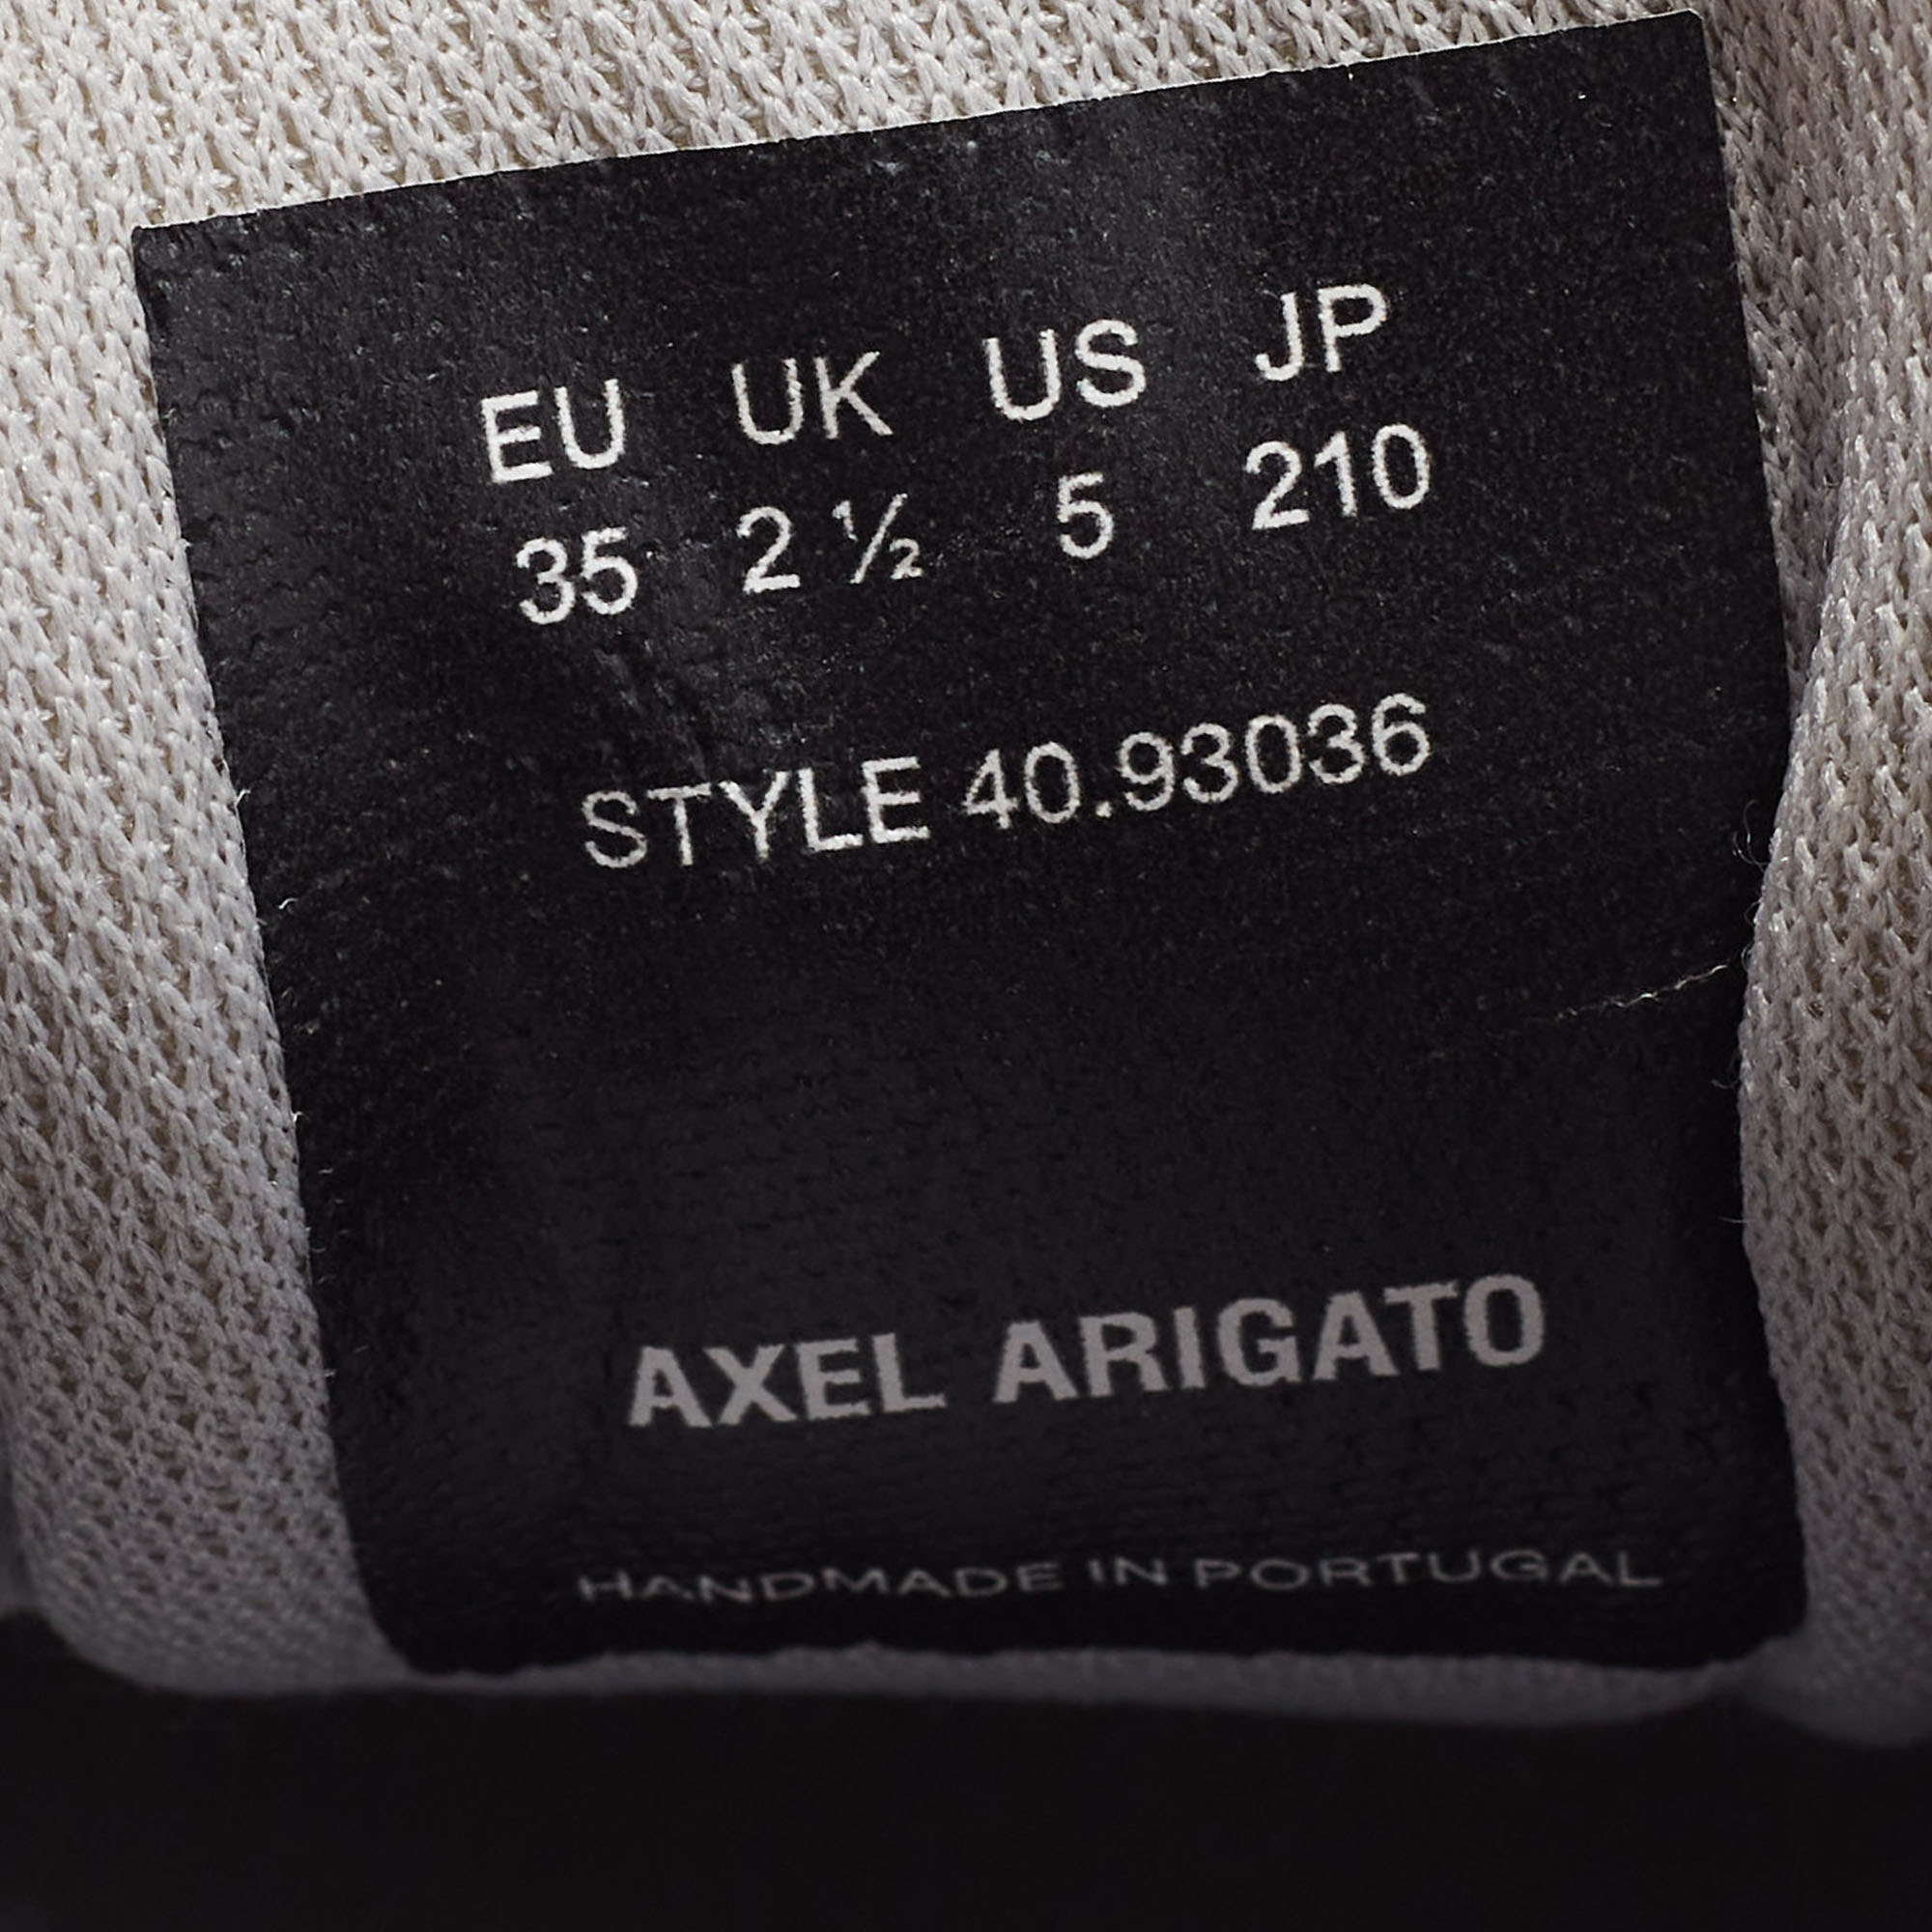 EU UK US JP
35 2 ½ 5 210
STYLE 40.93036
AXEL ARIGATO
HANDMADE IN PORTUGAL